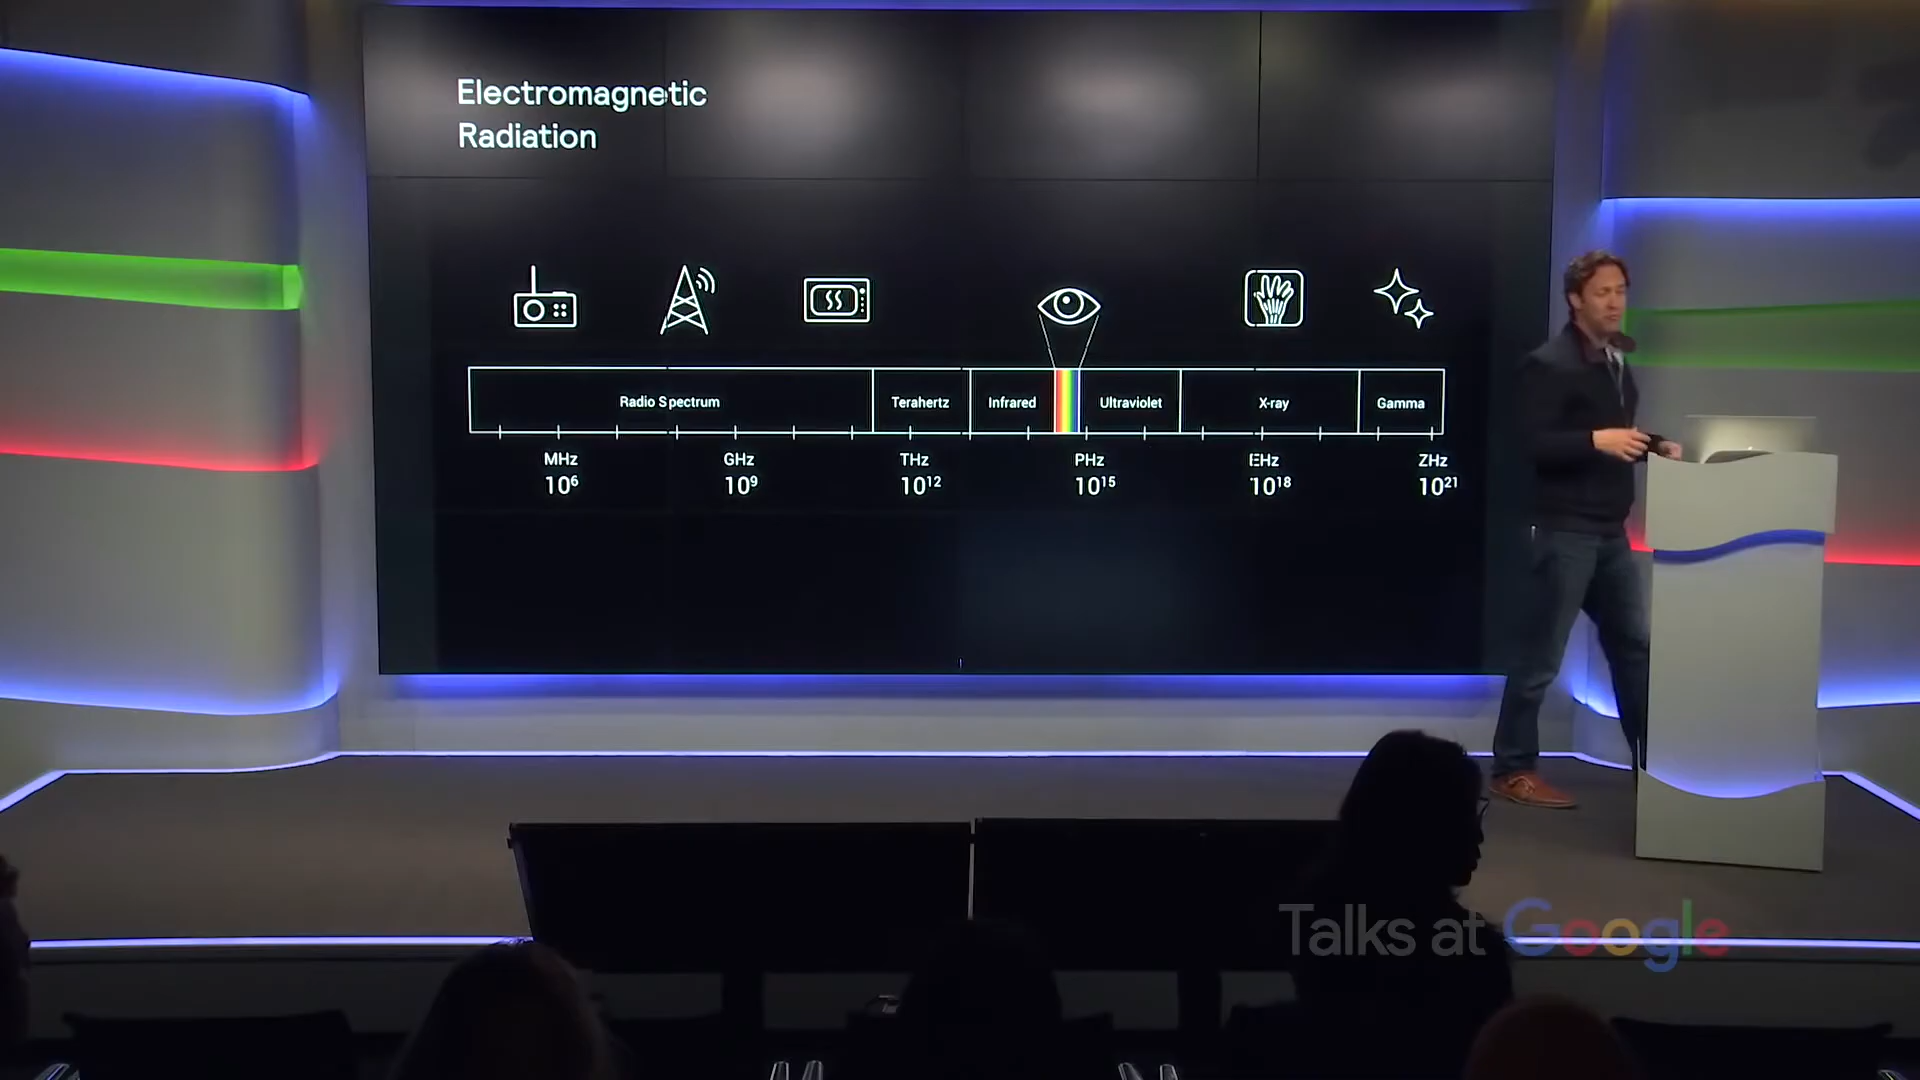 Electromagnetic
Radiation
Radio Spectrum
Terahertz
Infrared
Ultraviolet
X-ray
Gamma
MHz
GHz
THz
PHz
EHz
ZHz
10⁶
10⁹
10¹²
10¹⁵
10¹⁸
10²¹
Talks at Google